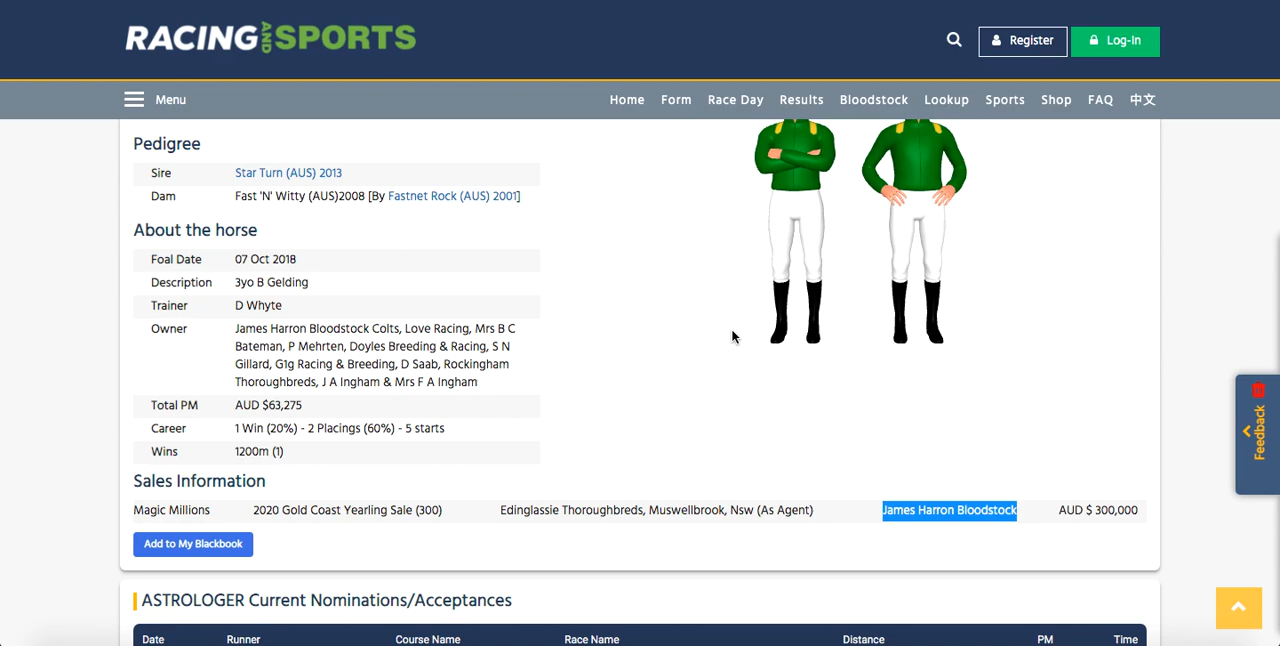 RACING AND SPORTS
Register
Log-In
Menu
Home Form Race Day Results Bloodstock Lookup Sports Shop FAQ 中文
Pedigree
Sire Star Turn (AUS) 2013
Dam Fast 'N' Witty (AUS)2008 [By Fastnet Rock (AUS) 2001]
About the horse
Foal Date 07 Oct 2018
Description 3yo B Gelding
Trainer D Whyte
Owner James Harron Bloodstock Colts, Love Racing, Mrs B C
Bateman, P Mehrten, Doyles Breeding & Racing, S N
Gillard, G1g Racing & Breeding, D Saab, Rockingham
Thoroughbreds, J A Ingham & Mrs F A Ingham
Total PM AUD $63,275
Career 1 Win (20%) - 2 Placings (60%) - 5 starts
Wins 1200m (1)
Feedback
Sales Information
Magic Millions 2020 Gold Coast Yearling Sale (300) Edinglassie Thoroughbreds, Muswellbrook, Nsw (As Agent) James Harron Bloodstock AUD $ 300,000
Add to My Blackbook
ASTROLOGER Current Nominations/Acceptances
Date Runner Course Name Race Name Distance PM Time